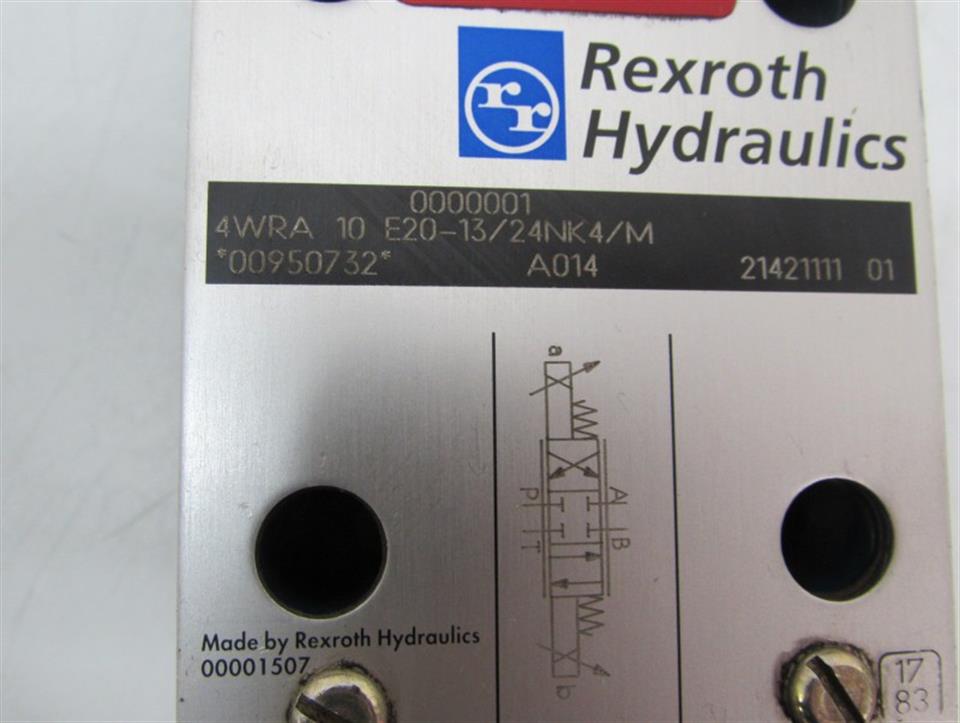 rr
Rexroth
Hydraulics
0000001
4WRA 10 E20-13/24NK4/M
*00950732* A014 21421111 01
a
P A
T B
b
Made by Rexroth Hydraulics
00001507
17
83